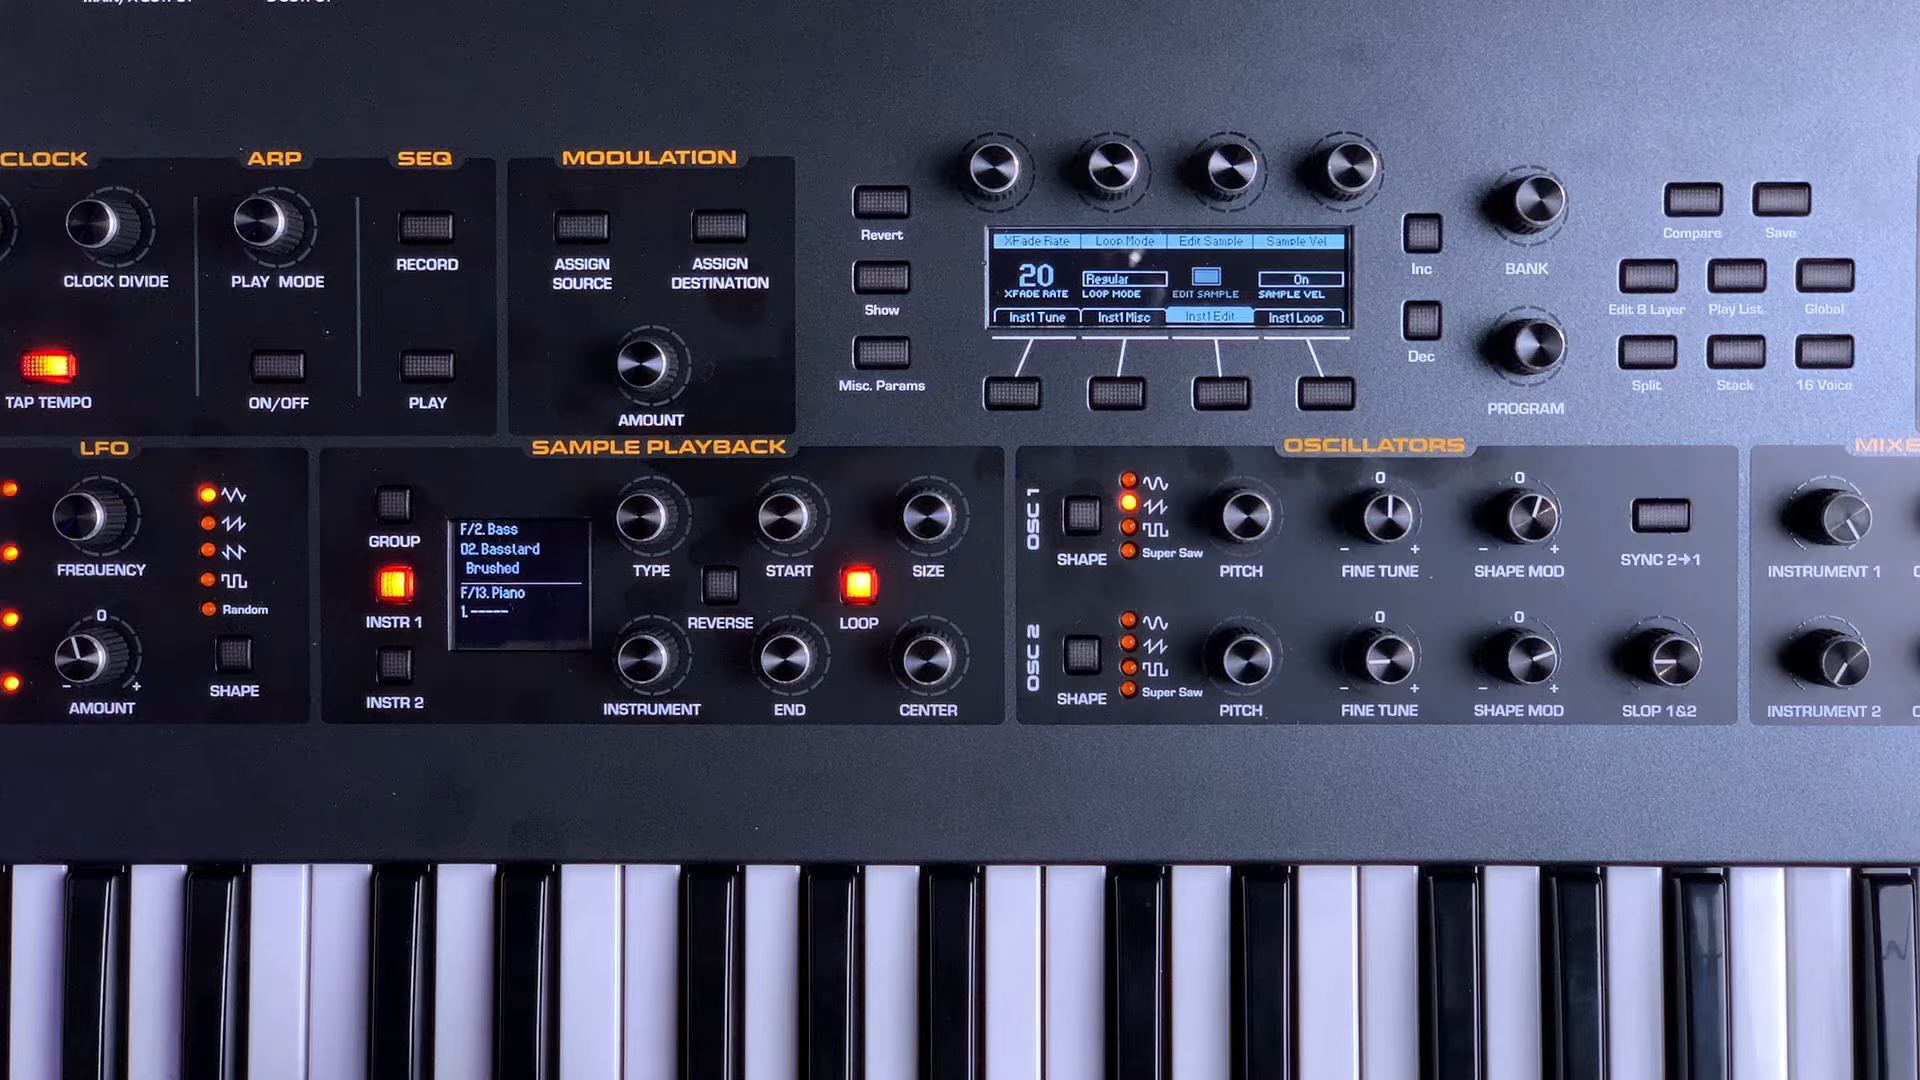 CLOCK
ARP
SEQ
MODULATION
CLOCK DIVIDE
PLAY MODE
RECORD
ASSIGN
SOURCE
ASSIGN
DESTINATION
TAP TEMPO
ON/OFF
PLAY
AMOUNT
Revert
Show
Misc. Params
XFade Rate Loop Mode Edit Sample Sample Vel
20 Regular On
XFADE RATE LOOP MODE EDIT SAMPLE SAMPLE VEL
Inst1 Tune Inst1 Misc Inst1 Edit Inst1 Loop
Inc
Dec
BANK
PROGRAM
Compare
Save
Edit B Layer
Play List
Global
Split
Stack
16 Voice
LFO
FREQUENCY
0
- +
AMOUNT
Random
SHAPE
SAMPLE PLAYBACK
GROUP
INSTR 1
INSTR 2
F/2. Bass
02. Basstard
Brushed
F/13. Piano
1. -----
TYPE
START
SIZE
REVERSE
LOOP
INSTRUMENT
END
CENTER
OSCILLATORS
OSC 1
SHAPE
Super Saw
PITCH
0
- +
FINE TUNE
0
- +
SHAPE MOD
SYNC 2→1
OSC 2
SHAPE
Super Saw
PITCH
0
- +
FINE TUNE
0
- +
SHAPE MOD
SLOP 1&2
MIXE
INSTRUMENT 1
INSTRUMENT 2